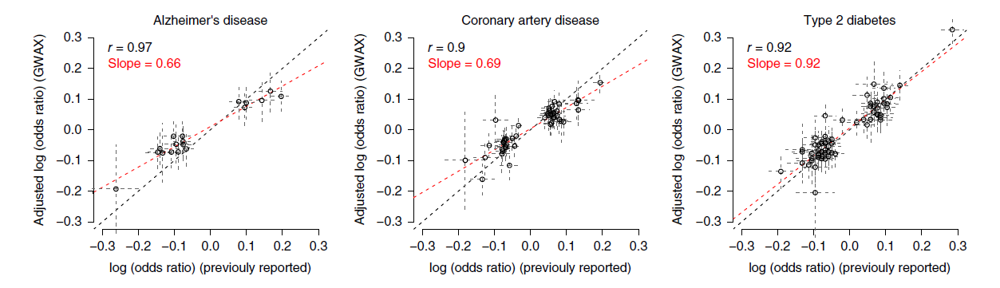 Alzheimer's disease
r = 0.97
Slope = 0.66
0.3
0.2
0.1
0.0
−0.1
−0.2
−0.3
Adjusted log (odds ratio) (GWAX)
−0.3 −0.2 −0.1 0.0 0.1 0.2 0.3
log (odds ratio) (previouly reported)
Coronary artery disease
r = 0.9
Slope = 0.69
0.3
0.2
0.1
0.0
−0.1
−0.2
−0.3
Adjusted log (odds ratio) (GWAX)
−0.3 −0.2 −0.1 0.0 0.1 0.2 0.3
log (odds ratio) (previouly reported)
Type 2 diabetes
r = 0.92
Slope = 0.92
0.3
0.2
0.1
0.0
−0.1
−0.2
−0.3
Adjusted log (odds ratio) (GWAX)
−0.3 −0.2 −0.1 0.0 0.1 0.2 0.3
log (odds ratio) (previouly reported)